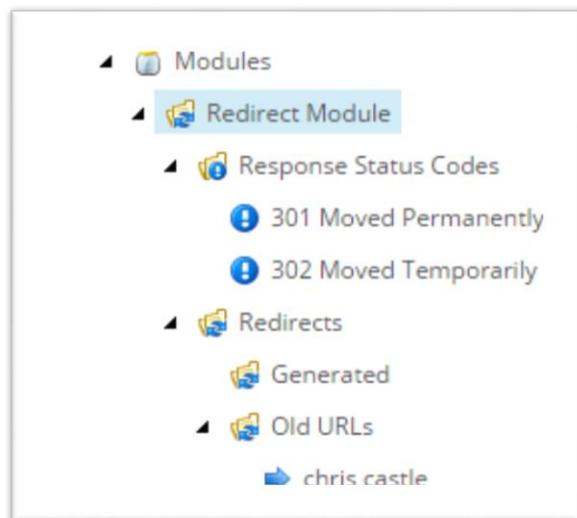 Modules
Redirect Module
Response Status Codes
301 Moved Permanently
302 Moved Temporarily
Redirects
Generated
Old URLs
chris castle